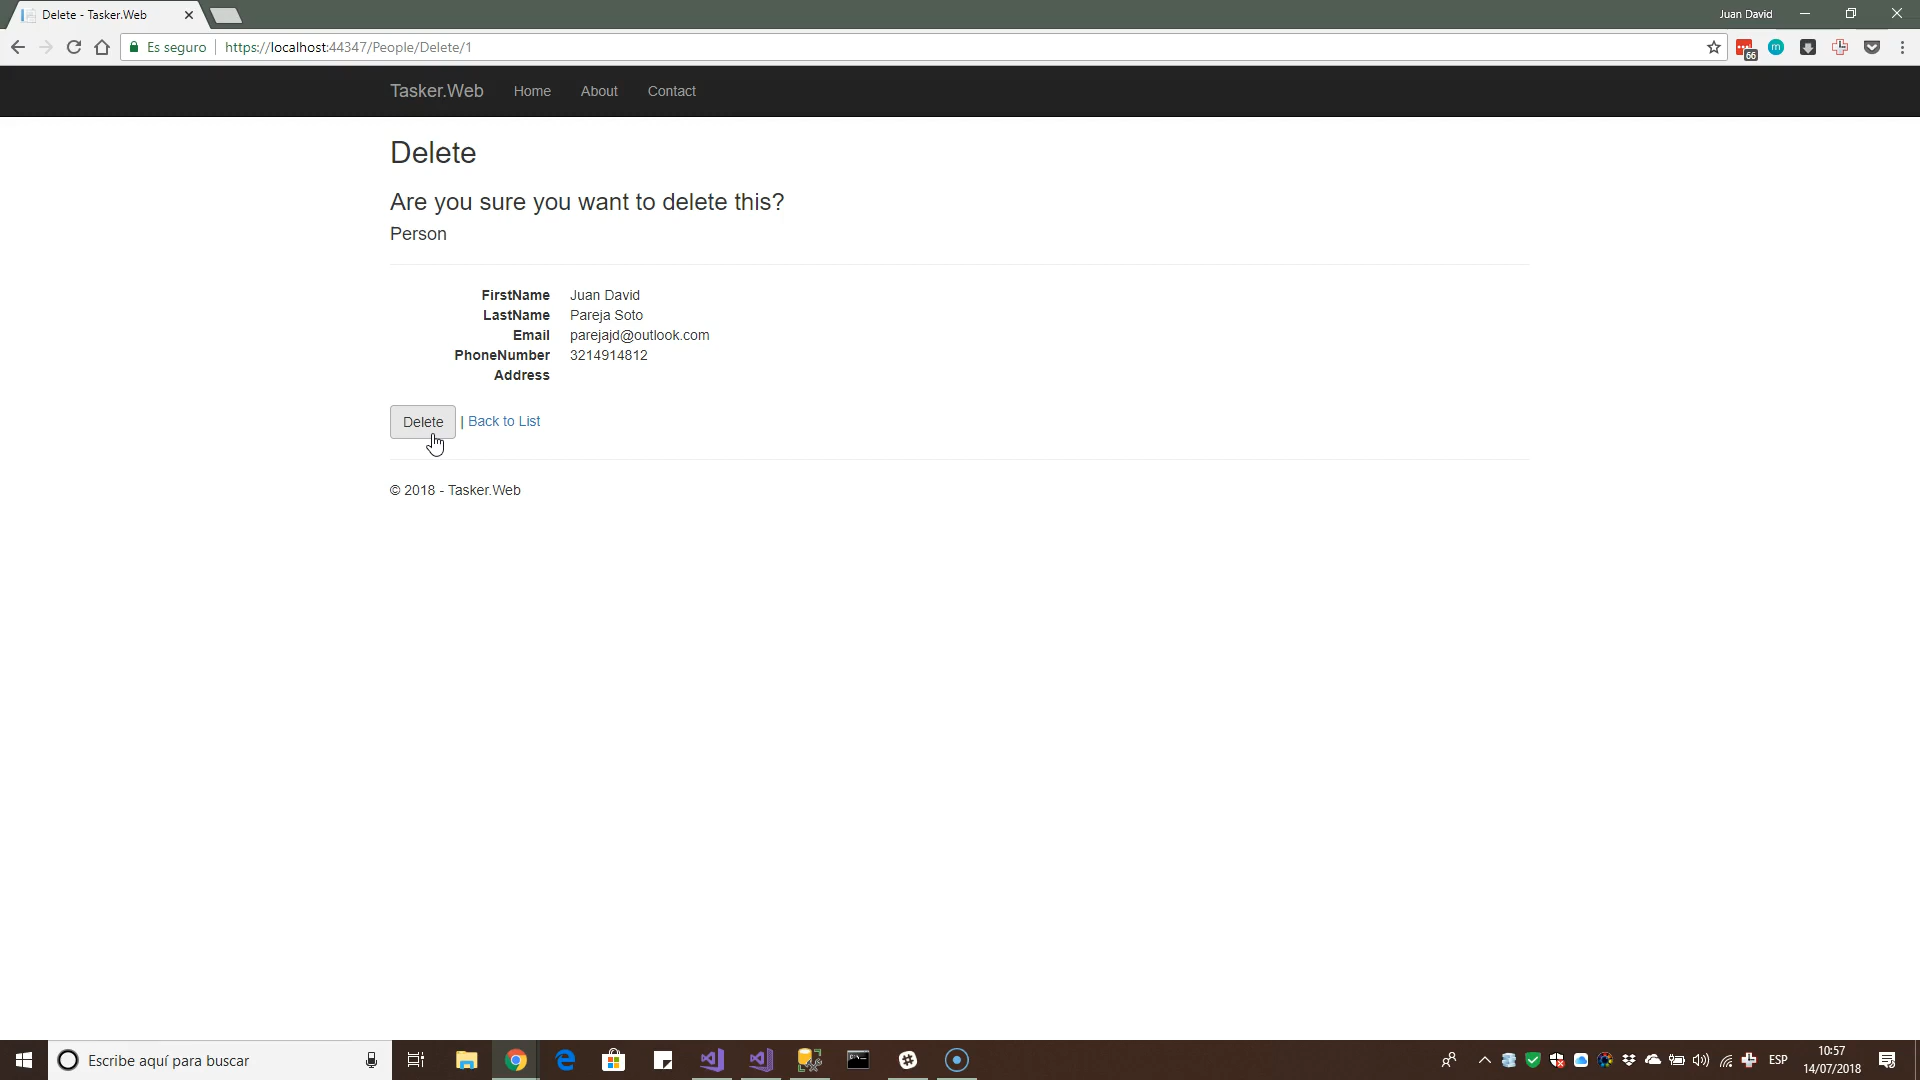 Delete - Tasker.Web
Juan David
Es seguro
https://localhost:44347/People/Delete/1
66
m
Tasker.Web Home About Contact
Delete
Are you sure you want to delete this?
Person
FirstName Juan David
LastName Pareja Soto
Email parejajd@outlook.com
PhoneNumber 3214914812
Address
Delete | Back to List
© 2018 - Tasker.Web
Escribe aquí para buscar
ESP
10:57
14/07/2018